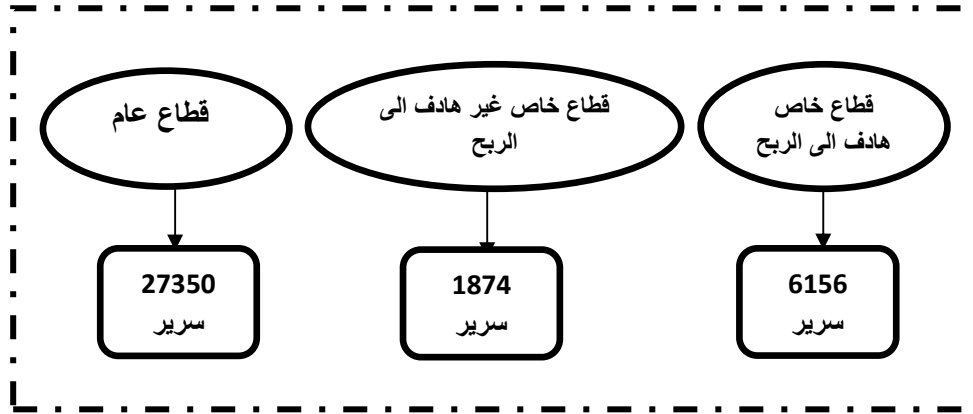 قطاع خاص
هادف الى الربح
6156
سرير
قطاع خاص غير هادف الى
الربح
1874
سرير
قطاع عام
27350
سرير